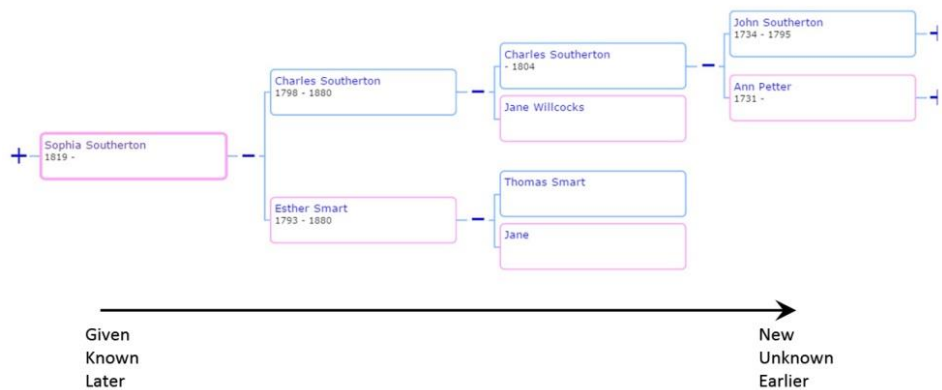 John Southerton
1734 - 1795
Charles Southerton
- 1804
Charles Southerton
1798 - 1880
Ann Petter
1731 -
Jane Willcocks
Sophia Southerton
1819 -
Thomas Smart
Esther Smart
1793 - 1880
Jane
Given
Known
Later
New
Unknown
Earlier